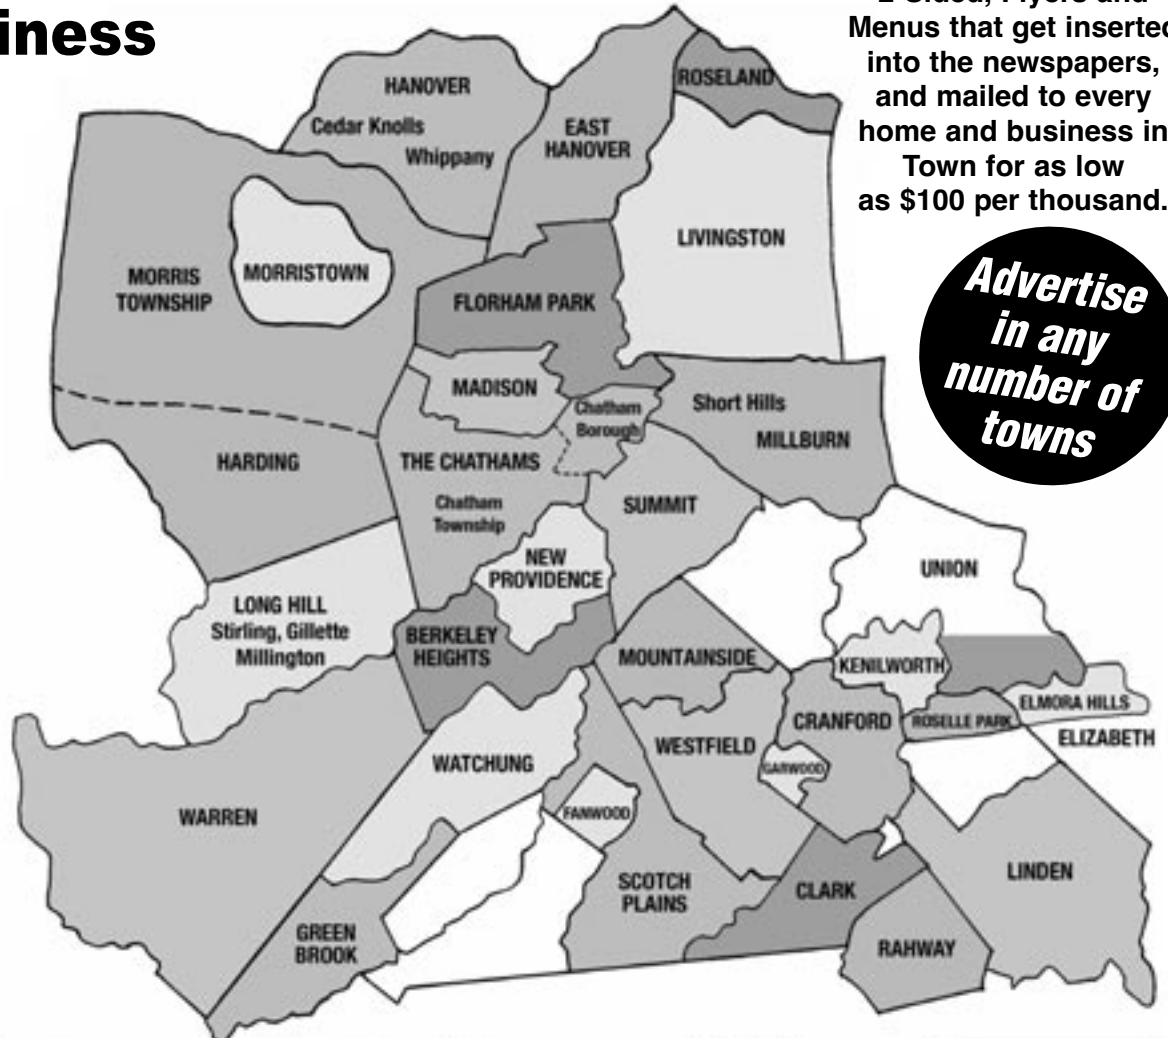 iness
Menus that get inserted
into the newspapers,
and mailed to every
home and business in
Town for as low
as $100 per thousand.
Advertise
in any
number of
towns
HANOVER
Cedar Knolls
Whippany
EAST
HANOVER
ROSELAND
LIVINGSTON
MORRIS
TOWNSHIP
MORRISTOWN
FLORHAM PARK
MADISON
Chatham
Borough
Short Hills
MILLBURN
HARDING
THE CHATHAMS
Chatham
Township
SUMMIT
NEW
PROVIDENCE
UNION
LONG HILL
Stirling, Gillette
Millington
BERKELEY
HEIGHTS
MOUNTAINSIDE
KENILWORTH
ELMORA HILLS
ROSELLE PARK
ELIZABETH
CRANFORD
WESTFIELD
GARWOOD
WATCHUNG
FANWOOD
WARREN
SCOTCH
PLAINS
CLARK
LINDEN
GREEN
BROOK
RAHWAY